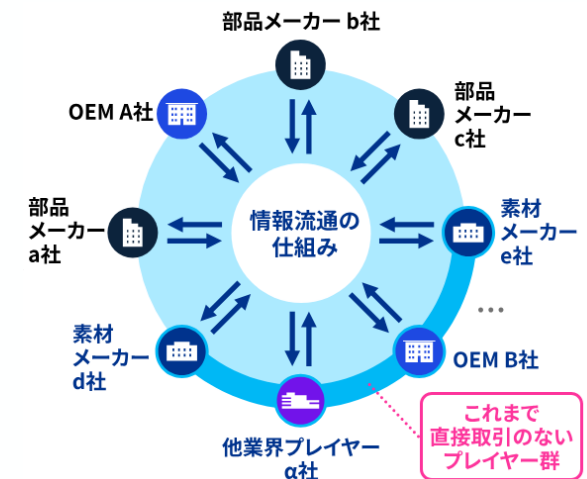 部品メーカー b社
OEM A社
部品
メーカー
c社
部品
メーカー
a社
情報流通の
仕組み
素材
メーカー
e社
…
素材
メーカー
d社
OEM B社
他業界プレイヤー
α社
これまで
直接取引のない
プレイヤー群